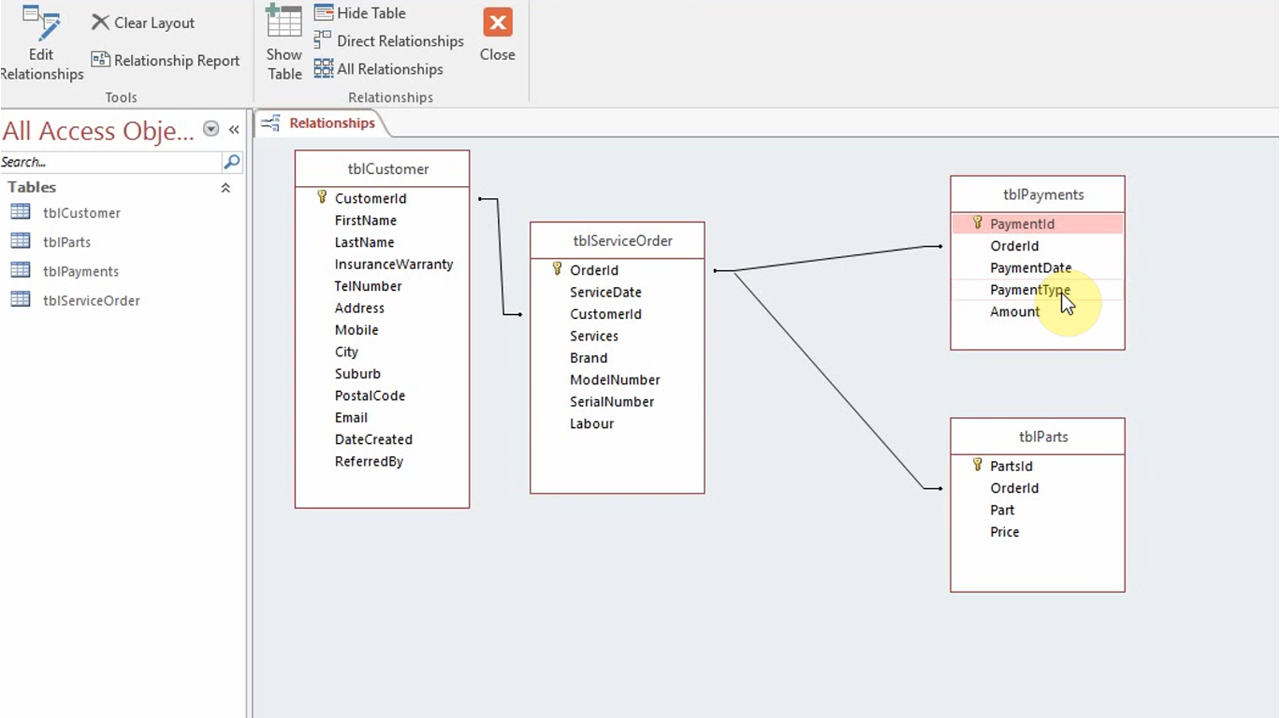 Edit
Relationships
Clear Layout
Relationship Report
Tools
Show
Table
Hide Table
Direct Relationships
All Relationships
Relationships
Close
All Access Obje...
Search...
Tables
tblCustomer
tblParts
tblPayments
tblServiceOrder
Relationships
tblCustomer
CustomerId
FirstName
LastName
InsuranceWarranty
TelNumber
Address
Mobile
City
Suburb
PostalCode
Email
DateCreated
ReferredBy
tblServiceOrder
OrderId
ServiceDate
CustomerId
Services
Brand
ModelNumber
SerialNumber
Labour
tblPayments
PaymentId
OrderId
PaymentDate
PaymentType
Amount
tblParts
PartsId
OrderId
Part
Price